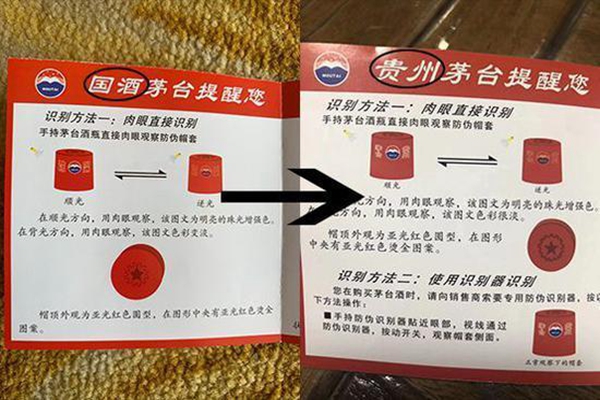 MOUTAI
国酒茅台提醒您
识别方法一：肉眼直接识别
手持茅台酒瓶直接肉眼观察防伪帽套
顺光
逆光
在顺光方向，用肉眼观察，该图文为明亮的珠光增强色。
在背光方向，用肉眼观察，该图文色彩变淡。
帽顶外观为亚光红色圆型，在图形中央有亚光红色烫金
图案。
MOUTAI
贵州茅台提醒您
识别方法一：肉眼直接识别
手持茅台酒瓶直接肉眼观察防伪帽套
顺光
逆光
光方向，用肉眼观察，该图文为明亮的珠光增强
方向，用肉眼观察，该图文色彩很淡。
帽顶外观为亚光红色圆型，在图形
中央有亚光红色烫金图案。
识别方法二：使用识别器识别
您在购买茅台酒时，请向销售商索要专用防伪识别器，按以
下方法操作：
■手持防伪识别器贴近眼部，视线通过
防伪识别器，按动开关，观察帽套侧面。
正常观察下的帽套